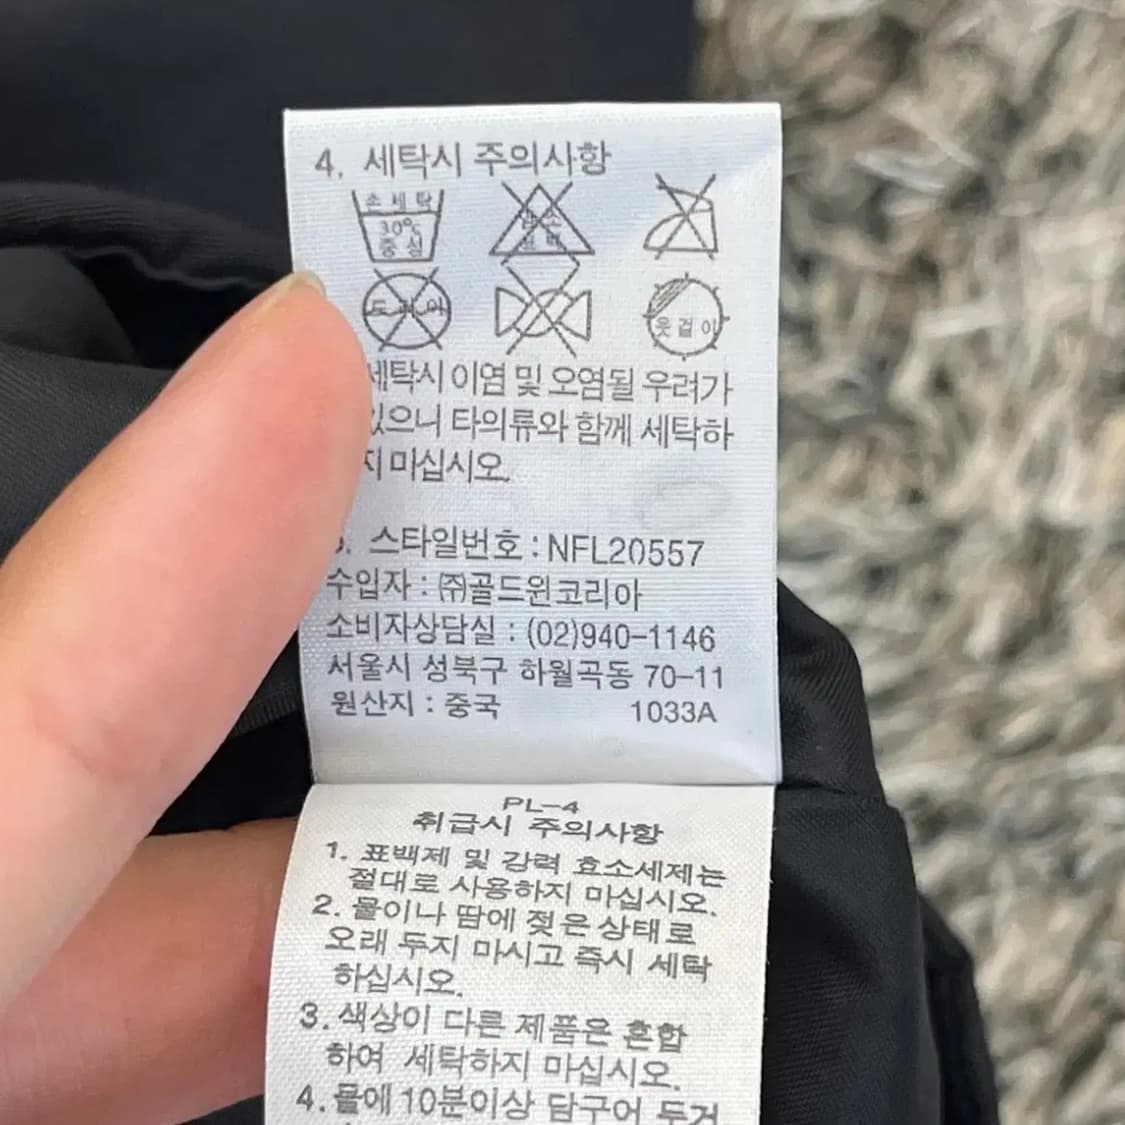 4. 세탁시 주의사항
손세탁
30℃
중성
염소
표백
드라이
옷걸이
세탁시 이염 및 오염될 우려가
있으니 타의류와 함께 세탁하
지 마십시오.
스타일번호 : NFL20557
수입자 : ㈜골드윈코리아
소비자상담실 : (02)940-1146
서울시 성북구 하월곡동 70-11
원산지 : 중국 1033A
PL-4
취급시 주의사항
1. 표백제 및 강력 효소세제는
절대로 사용하지 마십시오.
2. 물이나 땀에 젖은 상태로
오래 두지 마시고 즉시 세탁
하십시오.
3. 색상이 다른 제품은 혼합
하여 세탁하지 마십시오.
4. 물에 10분이상 담구어 두거